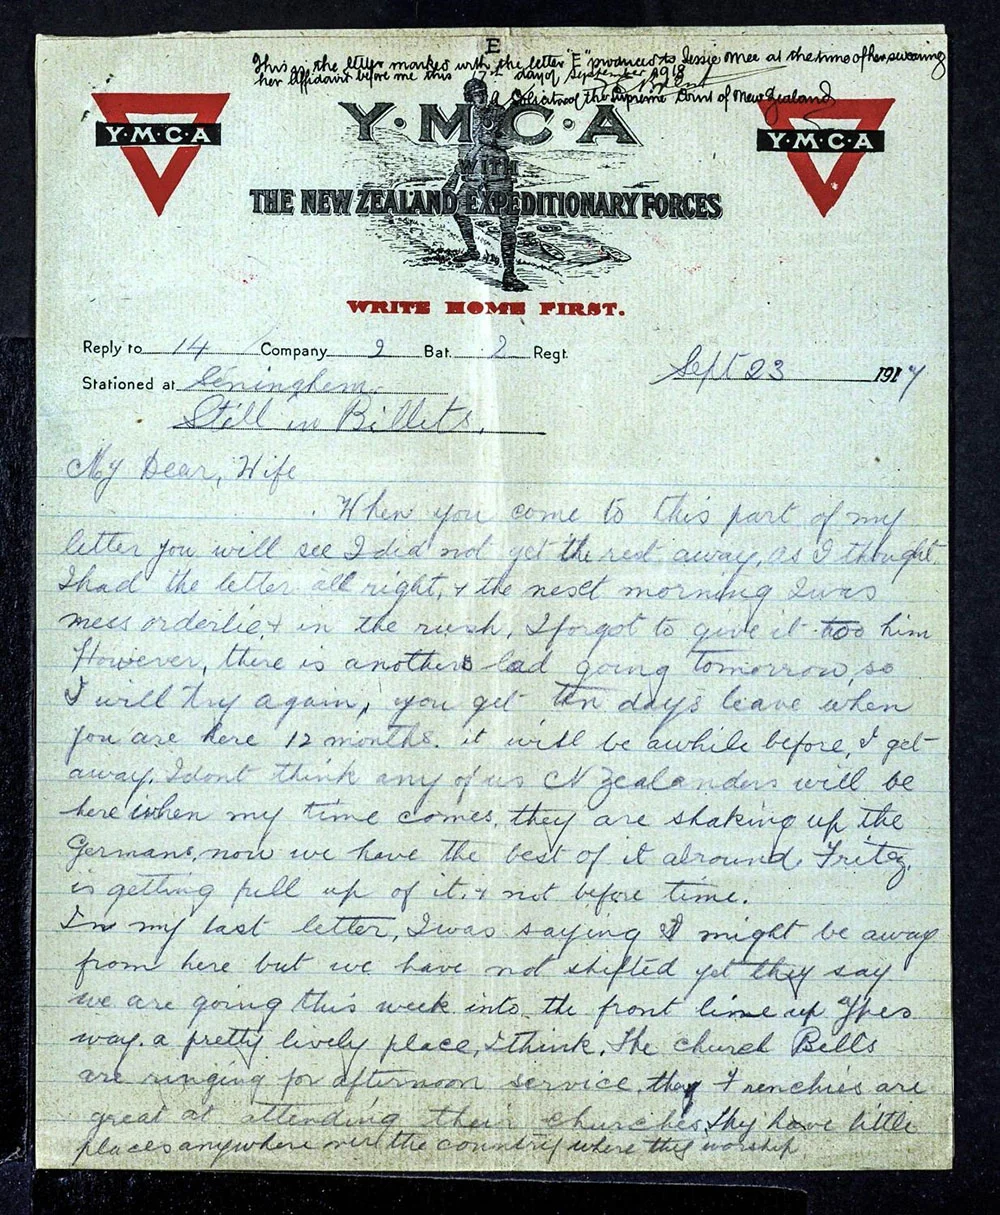 E
This is the letter marked with the letter "E" produced to Jessie Mee at the time of her swearing
her Affidavit before me this 17th day of September 1918
A Solicitor of the Supreme Court of New Zealand
Y·M·C·A
Y·M·C·A
Y·M·C·A
WITH
THE NEW ZEALAND EXPEDITIONARY FORCES
WRITE HOME FIRST.
Reply to 14 Company 2 Bat. 2 Regt.
Sept 23 1917
Stationed at Seninghem.
Still in Billets.
My Dear, Wife
When you come to this part of my
letter you will see I did not get the rest away, as I thought.
I had the letter all right, & the next morning I was
mess orderlie & in the rush, I forgot to give it too him
However, there is another lad going tomorrow, so
I will try again, you get ten days leave when
you are here 12 months. it will be awhile before, I get
away. I dont think any of us N Zealanders will be
here when my time comes, they are shaking up the
Germans, now we have the best of it alround. Fritz,
is getting full up of it. & not before time.
In my last letter, I was saying I might be away
from here but we have not shifted yet they say
we are going this week into the front line up Ypes
way. a pretty lively place, I think. The church Bells
are ringing for afternoon service. they Frenchies are
great at attending their churches. Thy have little
places anywhere over the country where they worship.